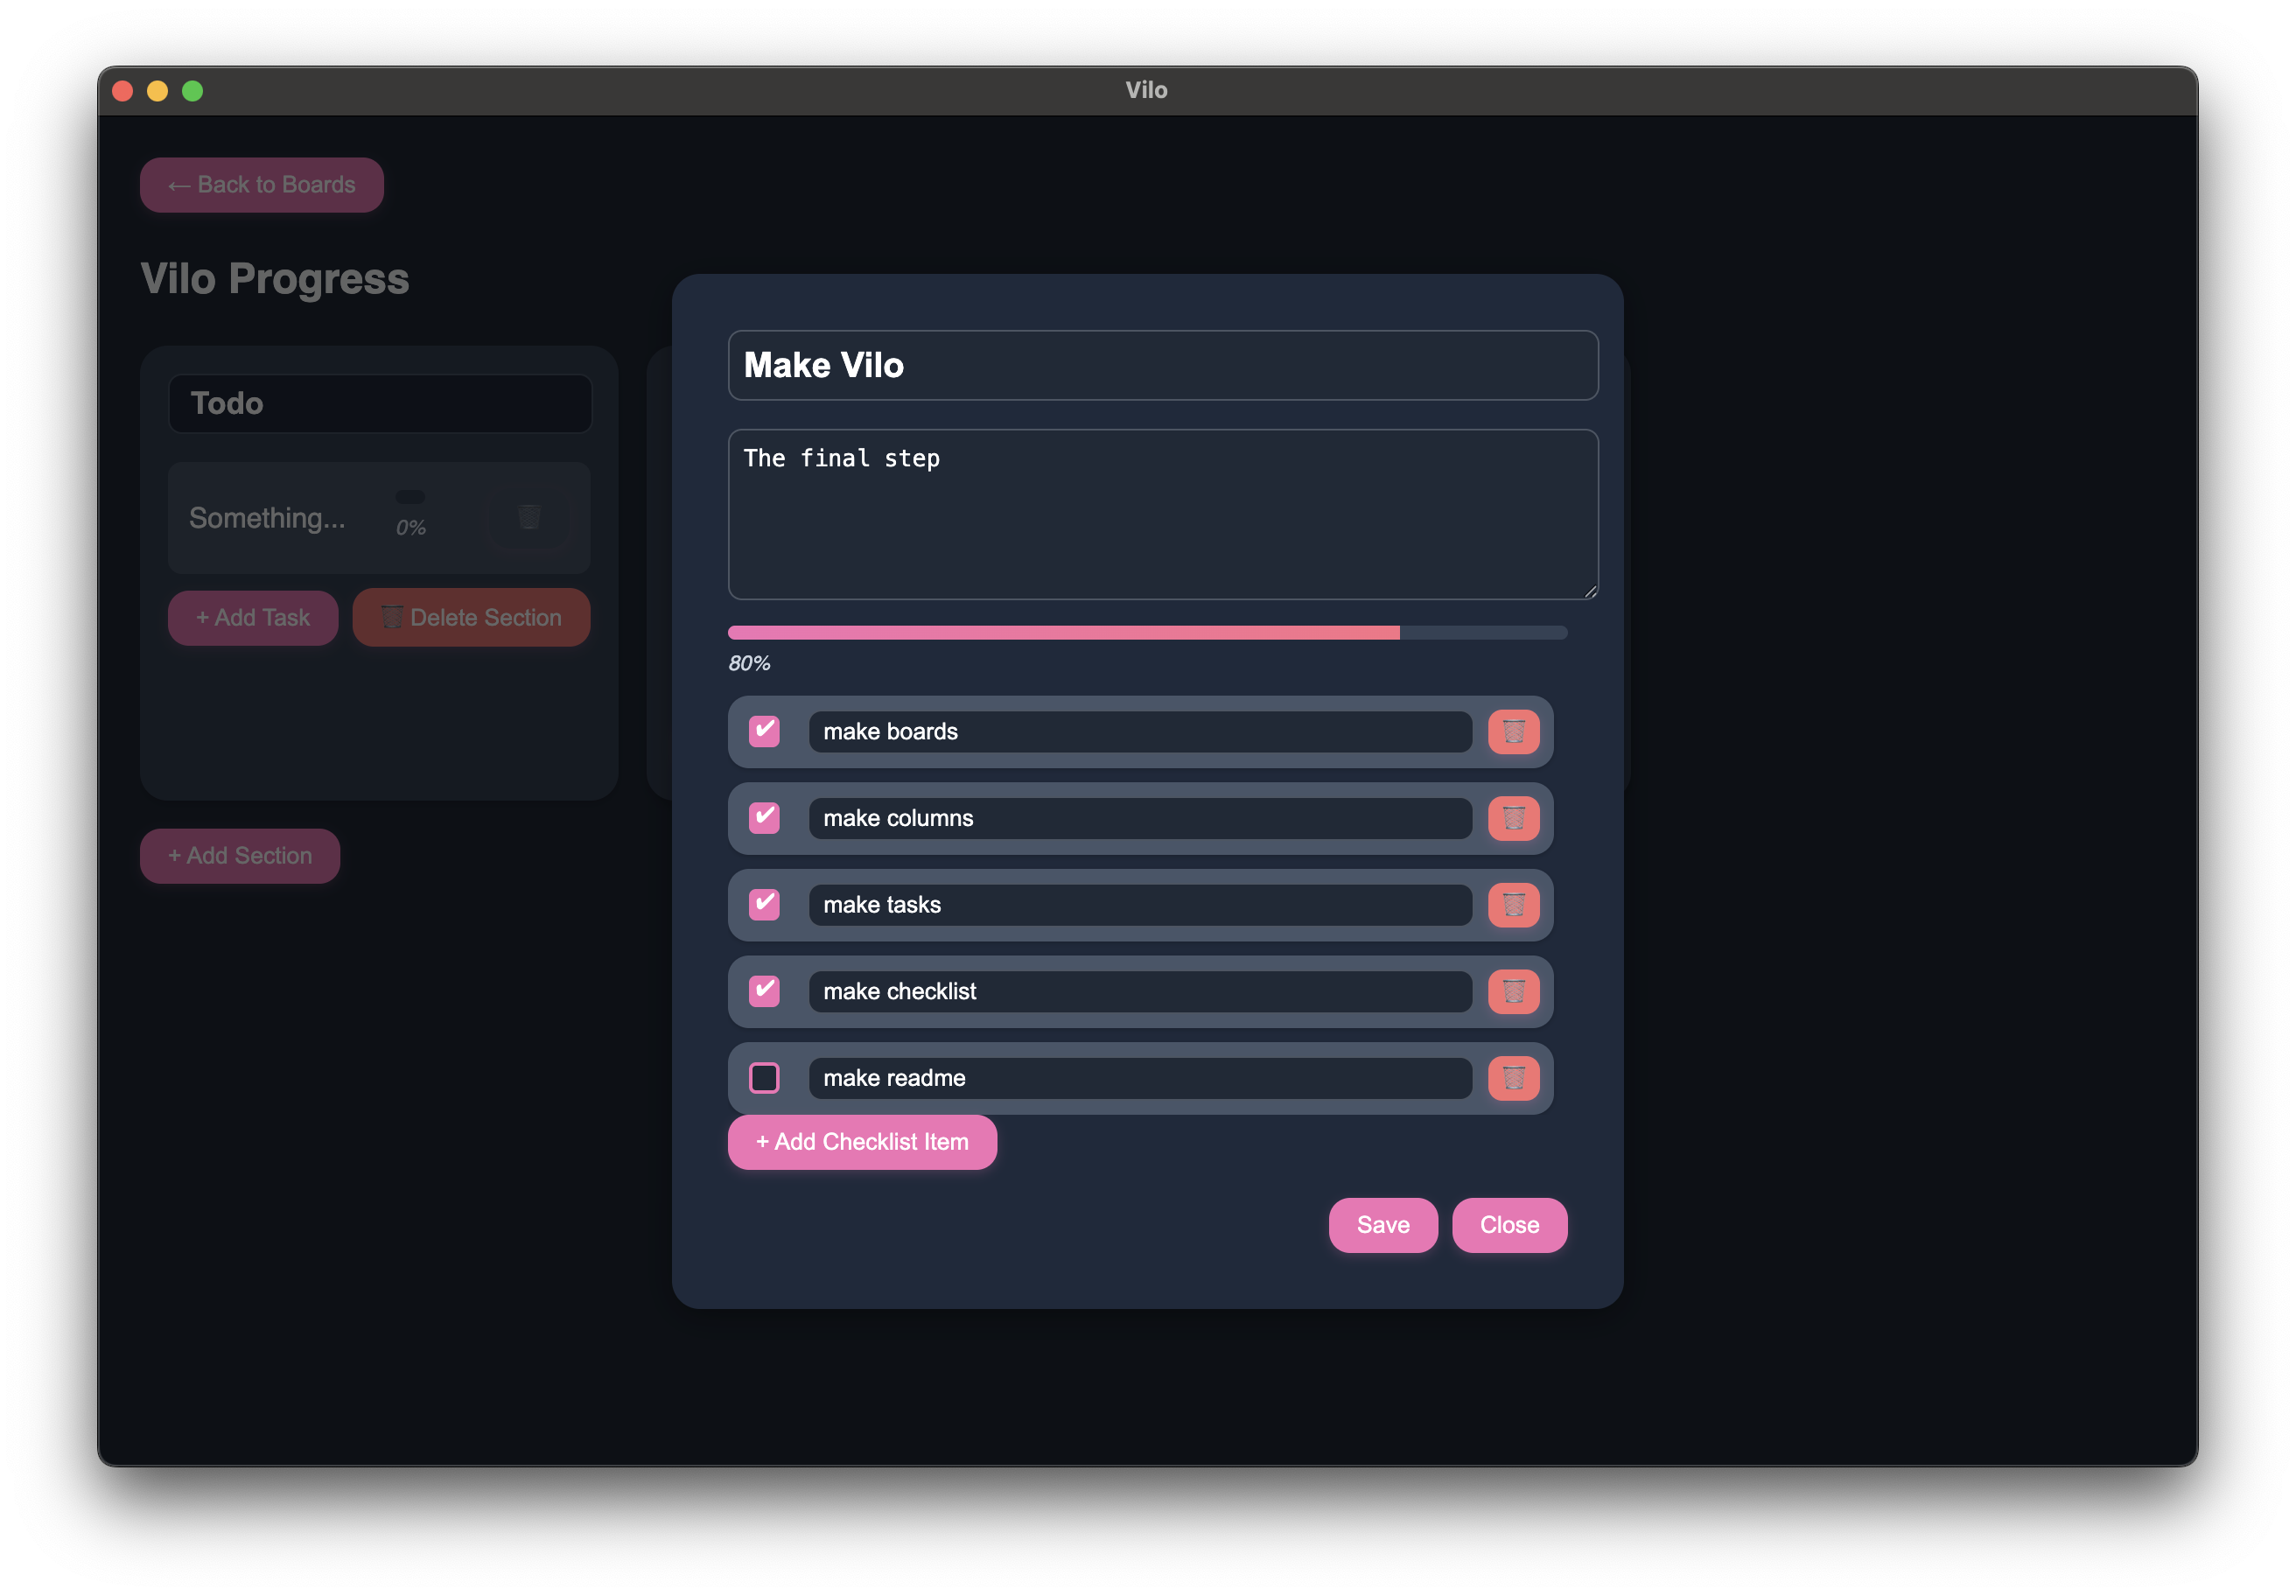 Vilo
← Back to Boards
Vilo Progress
Todo
Something...
0%
+ Add Task
Delete Section
+ Add Section
Make Vilo
The final step
80%
make boards
make columns
make tasks
make checklist
make readme
+ Add Checklist Item
Save
Close